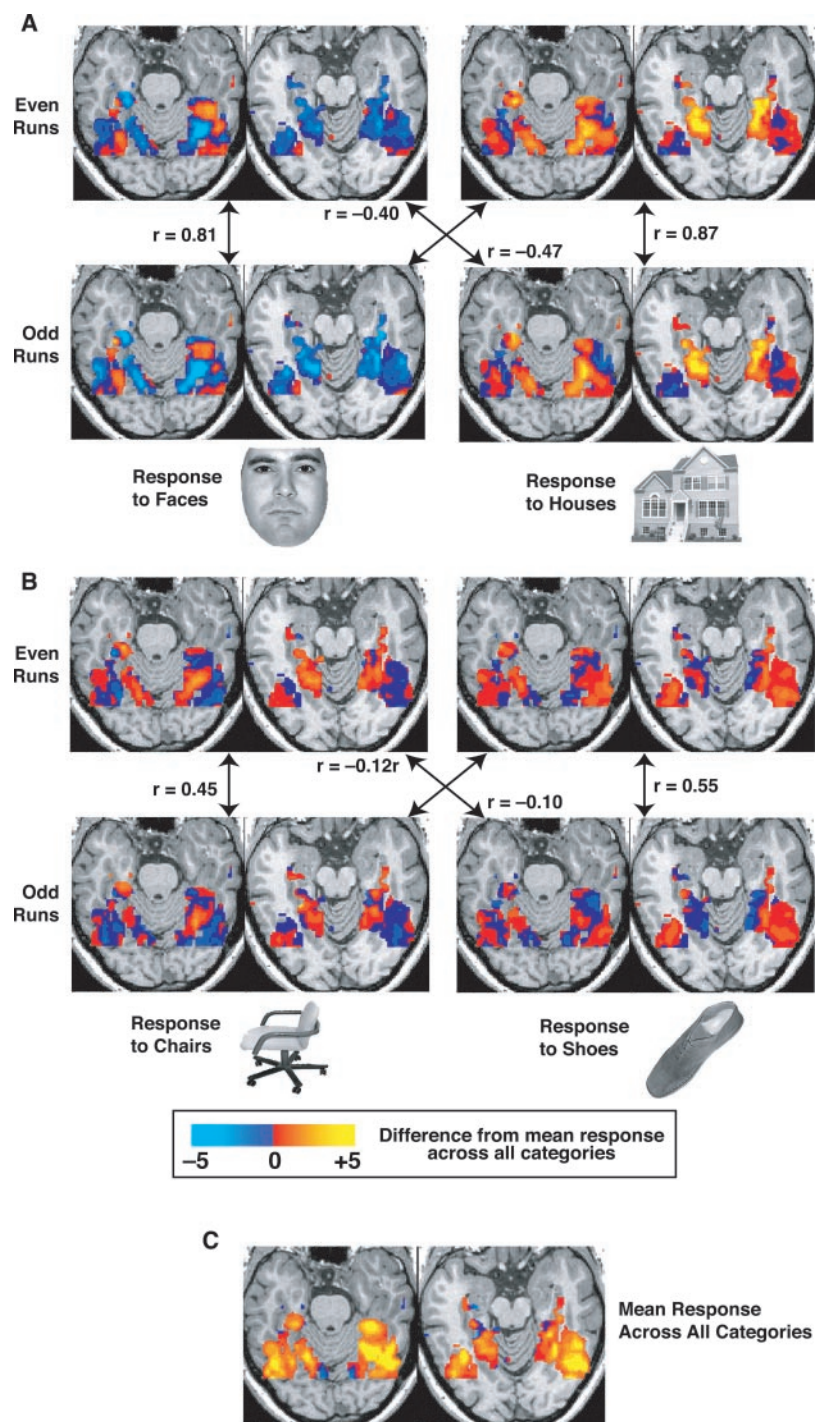 A
Even
Runs
r = 0.81
r = –0.40
r = –0.47
r = 0.87
Odd
Runs
Response
to Faces
Response
to Houses
B
Even
Runs
r = 0.45
r = –0.12r
r = –0.10
r = 0.55
Odd
Runs
Response
to Chairs
Response
to Shoes
–5 0 +5
Difference from mean response
across all categories
C
Mean Response
Across All Categories